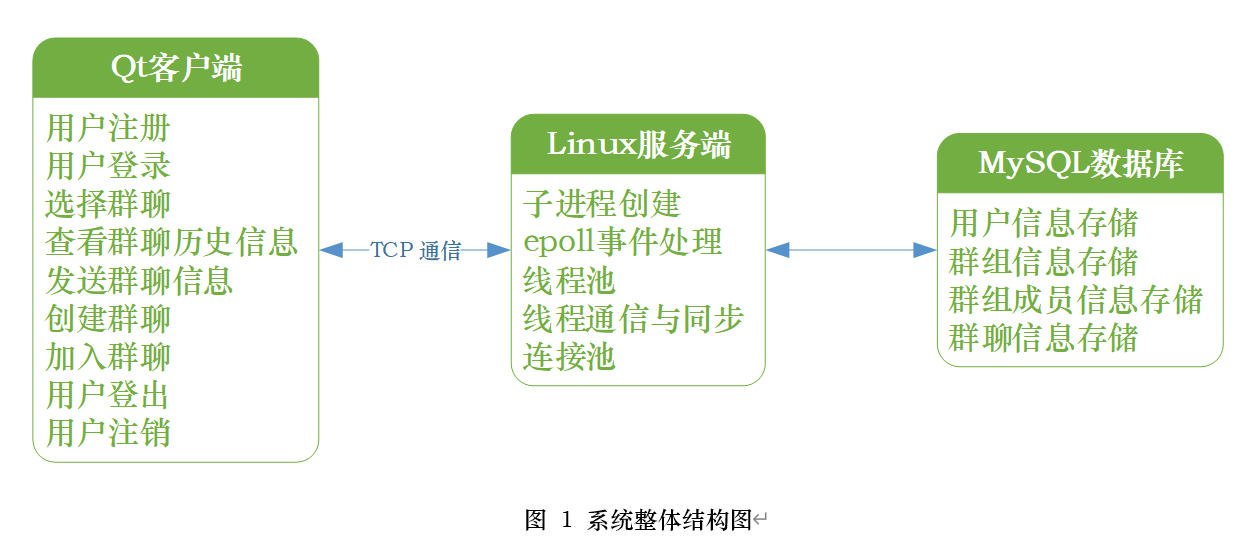 Qt客户端
用户注册
用户登录
选择群聊
查看群聊历史信息
发送群聊信息
创建群聊
加入群聊
用户登出
用户注销
TCP 通信
Linux服务端
子进程创建
epoll事件处理
线程池
线程通信与同步
连接池
MySQL数据库
用户信息存储
群组信息存储
群组成员信息存储
群聊信息存储
图 1 系统整体结构图↵